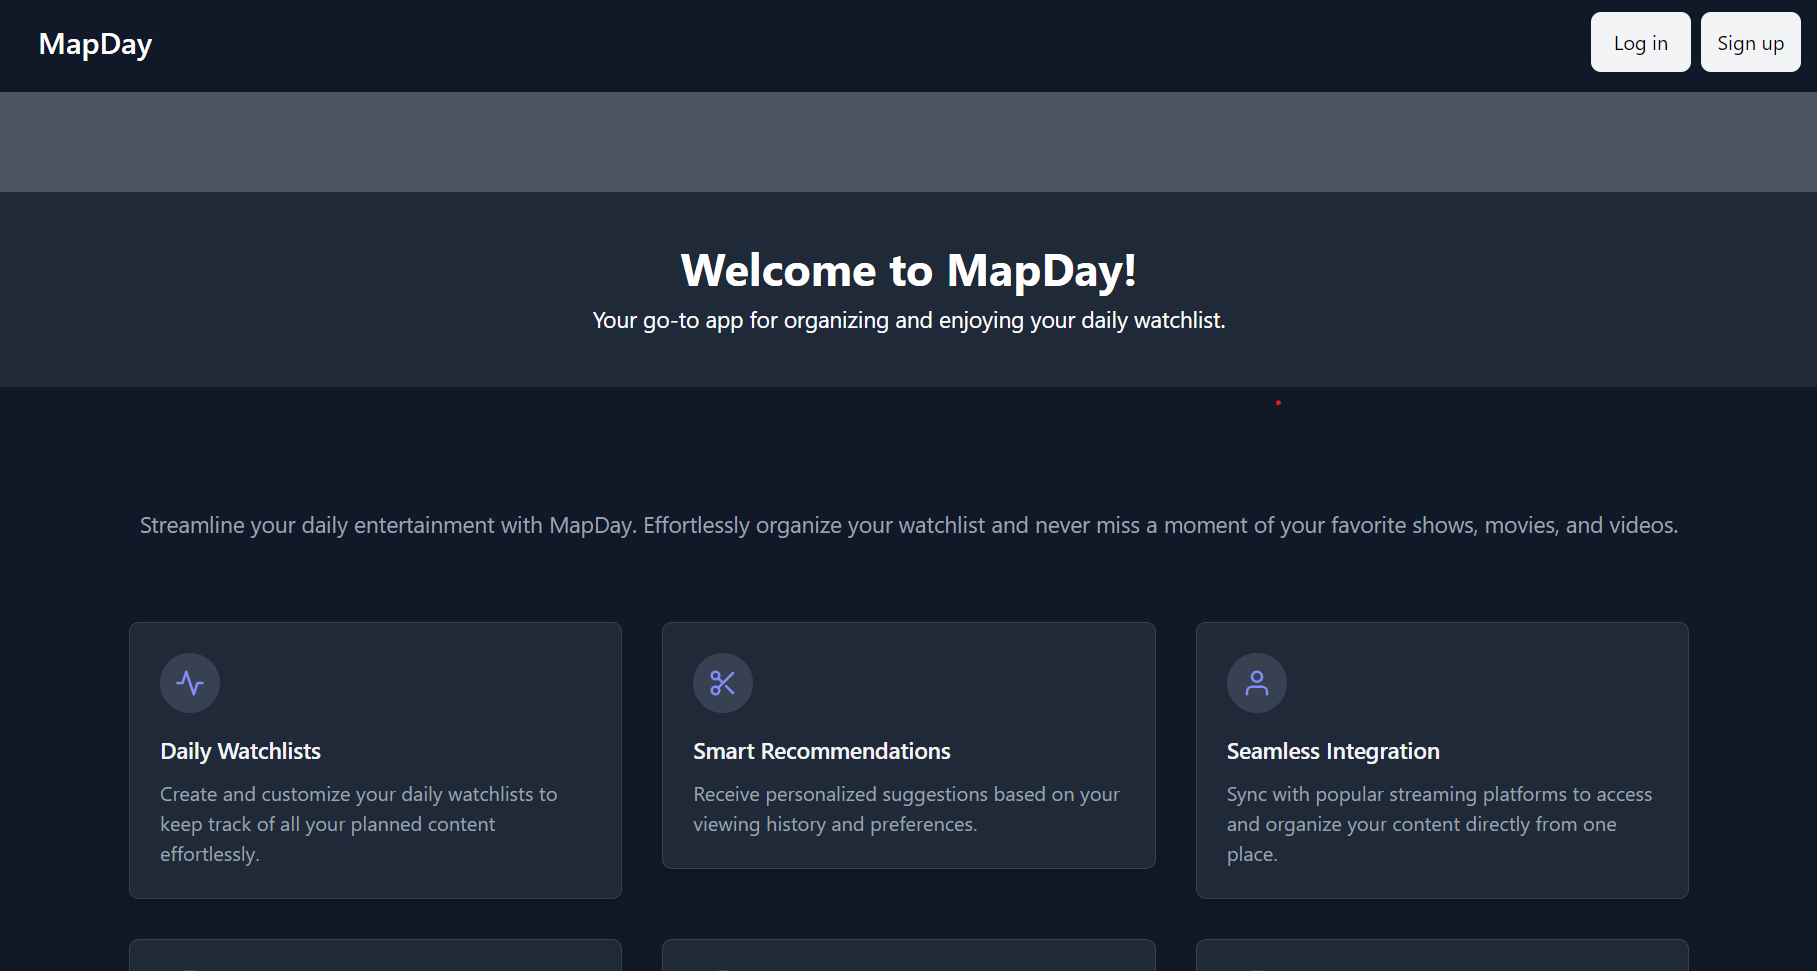 MapDay
Log in
Sign up
Welcome to MapDay!
Your go-to app for organizing and enjoying your daily watchlist.
Streamline your daily entertainment with MapDay. Effortlessly organize your watchlist and never miss a moment of your favorite shows, movies, and videos.
Daily Watchlists
Create and customize your daily watchlists to
keep track of all your planned content
effortlessly.
Smart Recommendations
Receive personalized suggestions based on your
viewing history and preferences.
Seamless Integration
Sync with popular streaming platforms to access
and organize your content directly from one
place.